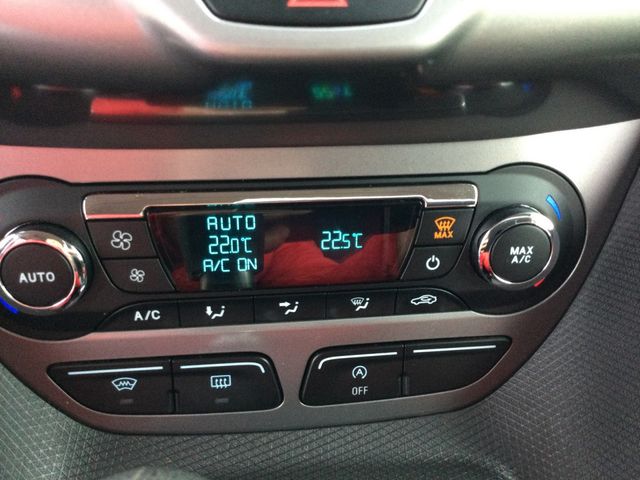 AUTO
22.0°C
A/C ON
22.5°C
MAX
AUTO
MAX
A/C
A/C
A
OFF